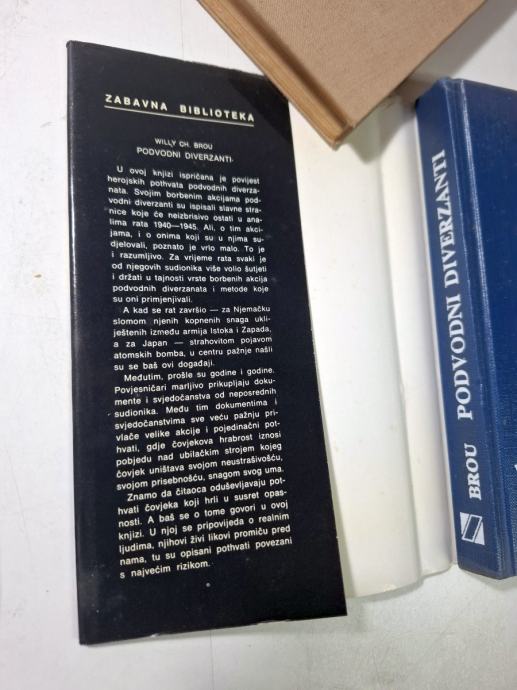 ZABAVNA BIBLIOTEKA
WILLY CH. BROU
PODVODNI DIVERZANTI
U ovoj knjizi ispričana je povijest
herojskih pothvata podvodnih diverza-
nata. Svojim borbenim akcijama pod-
vodni diverzanti su ispisali slavne stra-
nice koje će neizbrisivo ostati u ana-
lima rata 1940—1945. Ali, o tim akci-
jama, i o onima koji su u njima su-
djelovali, poznato je vrlo malo. To je
i razumljivo. Za vrijeme rata svaki je
od njegovih sudionika više volio šutjeti
i držati u tajnosti vrste borbenih akcija
podvodnih diverzanata i metode koje
su oni primjenjivali.
A kad se rat završio — za Njemačku
slomom njenih kopnenih snaga ukli-
ještenih između armija Istoka i Zapada,
a za Japan — strahovitom pojavom
atomskih bomba, u centru pažnje našli
su se baš ovi događaji.
Međutim, prošle su godine i godine.
Povjesničari marljivo prikupljaju doku-
mente i svjedočanstva od neposrednih
sudionika. Među tim dokumentima i
svjedočanstvima sve veću pažnju pri-
vlače velike akcije i pojedinačni pot-
hvati, gdje čovjekova hrabrost iznosi
pobjedu nad ubilačkim strojem kojeg
čovjek uništava svojom neustrašivošću,
svojom prisebnošću, snagom svog uma.
Znamo da čitaoca oduševljavaju pot-
hvati čovjeka koji hrli u susret opas-
nosti. A baš se o tome govori u ovoj
knjizi. U njoj se pripovijeda o realnim
ljudima, njihovi živi likovi promiču pred
nama, tu su opisani pothvati povezani
s najvećim rizikom.
BROU PODVODNI DIVERZANTI